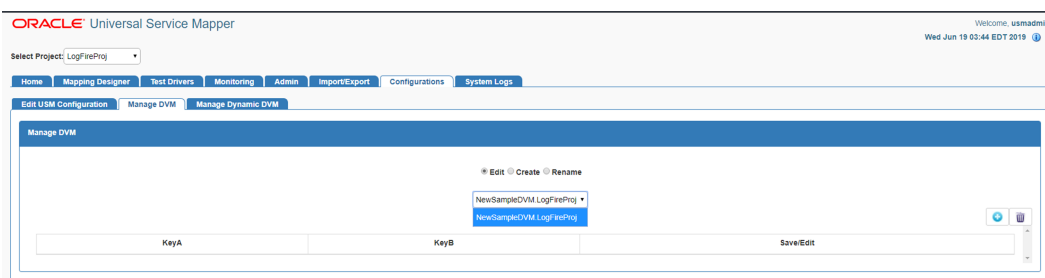 ORACLE Universal Service Mapper
Welcome, usmadmi
Wed Jun 19 03:44 EDT 2019
Select Project: LogFireProj
Home Mapping Designer Test Drivers Monitoring Admin Import/Export Configurations System Logs
Edit USM Configuration Manage DVM Manage Dynamic DVM
Manage DVM
Edit Create Rename
NewSampleDVM.LogFireProj
NewSampleDVM.LogFireProj
KeyA KeyB Save/Edit